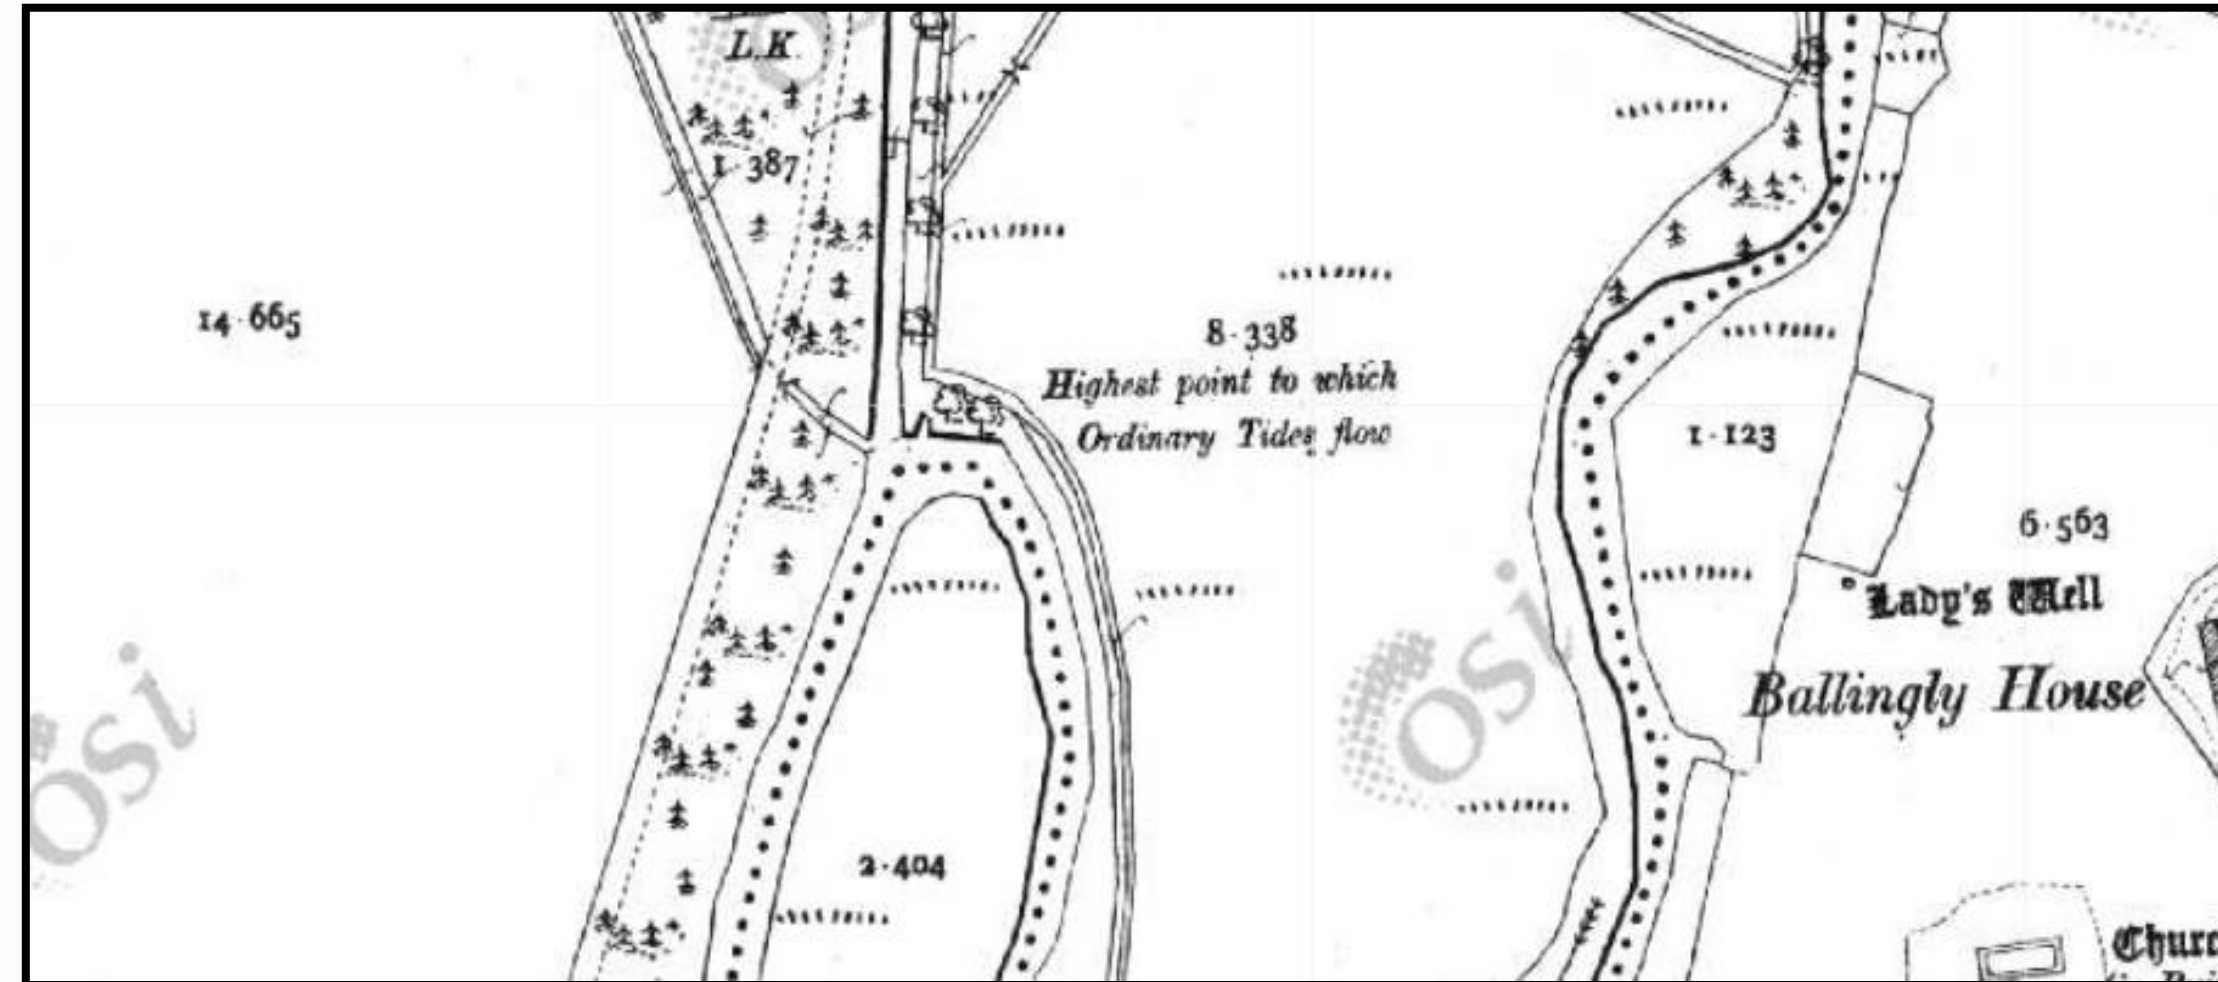 L.K.
1.387
14.665
8.338
Highest point to which
Ordinary Tides flow
1.123
6.563
Lady's Well
Ballingly House
osi
osi
2.404